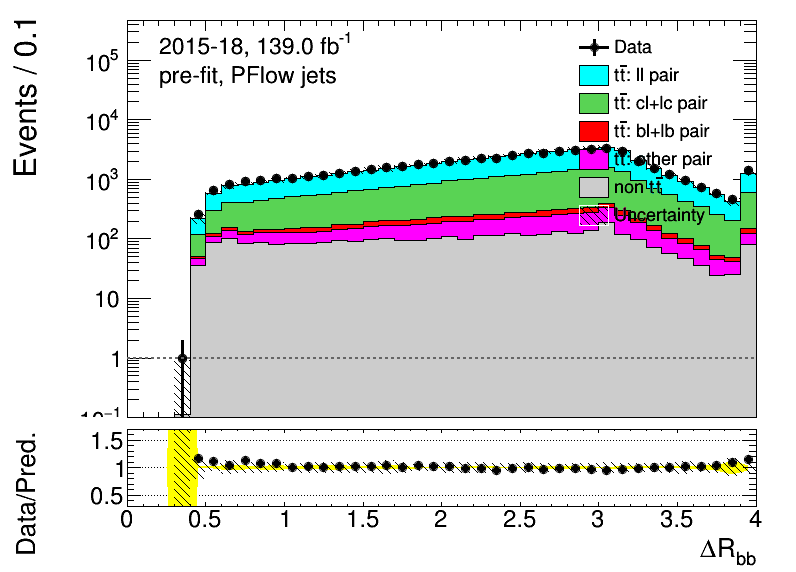 Events / 0.1
2015-18, 139.0 fb⁻¹
pre-fit, PFlow jets
Data
tt̄: ll pair
tt̄: cl+lc pair
tt̄: bl+lb pair
tt̄: other pair
non tt̄
Uncertainty
10⁵
10⁴
10³
10²
10
1
10⁻¹
Data/Pred.
1.5
1
0.5
0 0.5 1 1.5 2 2.5 3 3.5 4
ΔR_bb